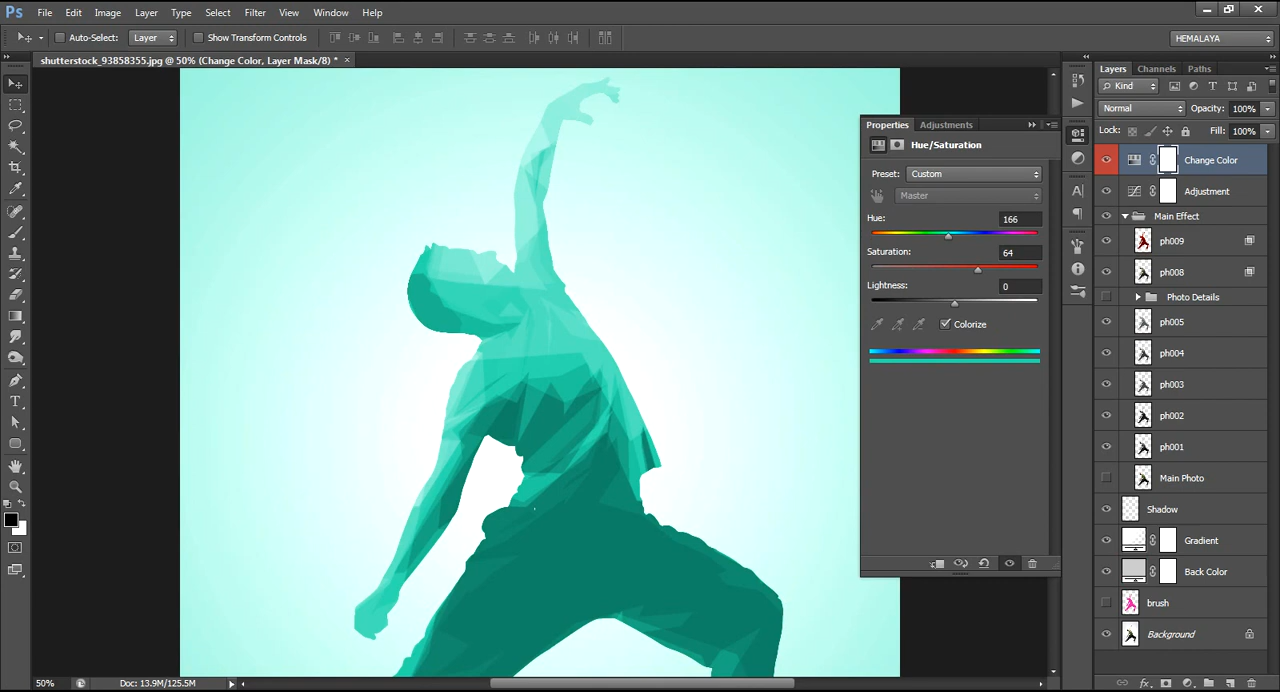 Ps File Edit Image Layer Type Select Filter View Window Help
Auto-Select: Layer Show Transform Controls HEMALAYA
shutterstock_93858355.jpg @ 50% (Change Color, Layer Mask/8) * ×
Properties Adjustments
Hue/Saturation
Preset: Custom
Master
Hue: 166
Saturation: 64
Lightness: 0
Colorize
Layers Channels Paths
Kind
Normal Opacity: 100%
Lock: Fill: 100%
Change Color
Adjustment
Main Effect
ph009
ph008
Photo Details
ph005
ph004
ph003
ph002
ph001
Main Photo
Shadow
Gradient
Back Color
brush
Background
50% Doc: 13.9M/125.5M